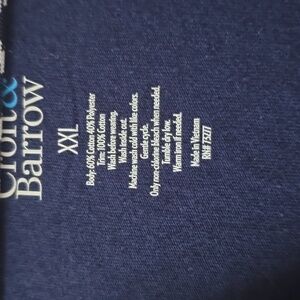 Croft &
Barrow
XXL
Body: 60% Cotton 40% Polyester
Trim: 100% Cotton
Wash before wearing.
Wash inside out.
Machine wash cold with like colors.
Gentle cycle.
Only non-chlorine bleach when needed.
Tumble dry low.
Warm iron if needed.
Made in Vietnam
RN# 73277